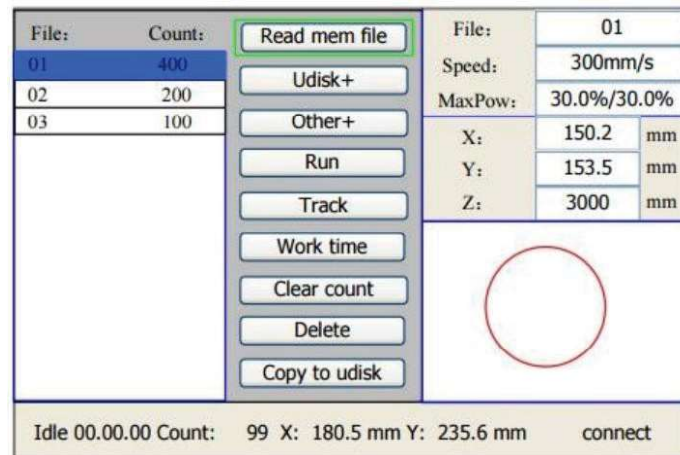 File: Count:
01 400
02 200
03 100
Read mem file
Udisk+
Other+
Run
Track
Work time
Clear count
Delete
Copy to udisk
File: 01
Speed: 300mm/s
MaxPow: 30.0%/30.0%
X: 150.2 mm
Y: 153.5 mm
Z: 3000 mm
Idle 00.00.00 Count: 99 X: 180.5 mm Y: 235.6 mm connect